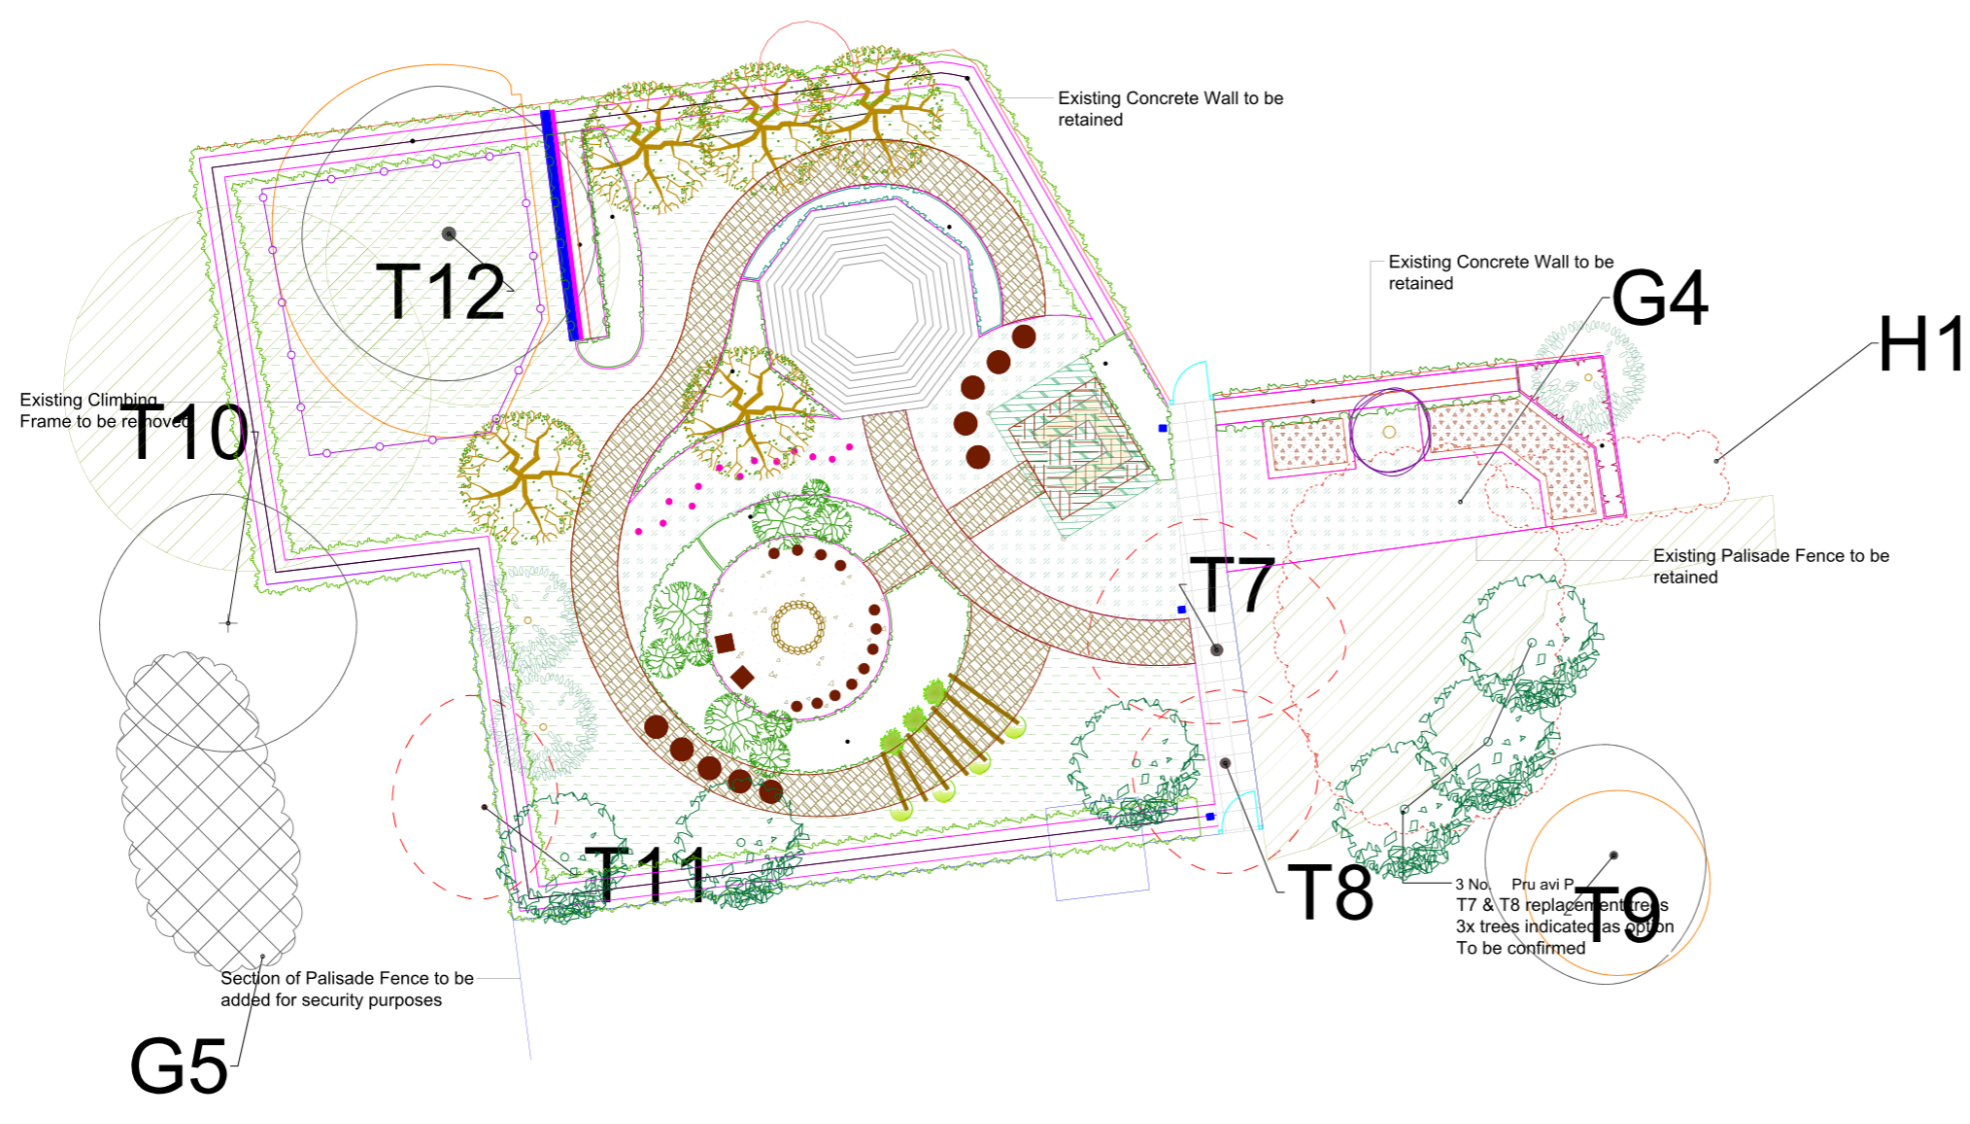 Existing Concrete Wall to be
retained
Existing Concrete Wall to be
retained
G4
H1
T12
Existing Climbing
Frame to be removed
T10
T7
Existing Palisade Fence to be
retained
T11
T8
3 No. Pru avi P
T7 & T8 replacement trees
3x trees indicated as option
To be confirmed
T9
Section of Palisade Fence to be
added for security purposes
G5